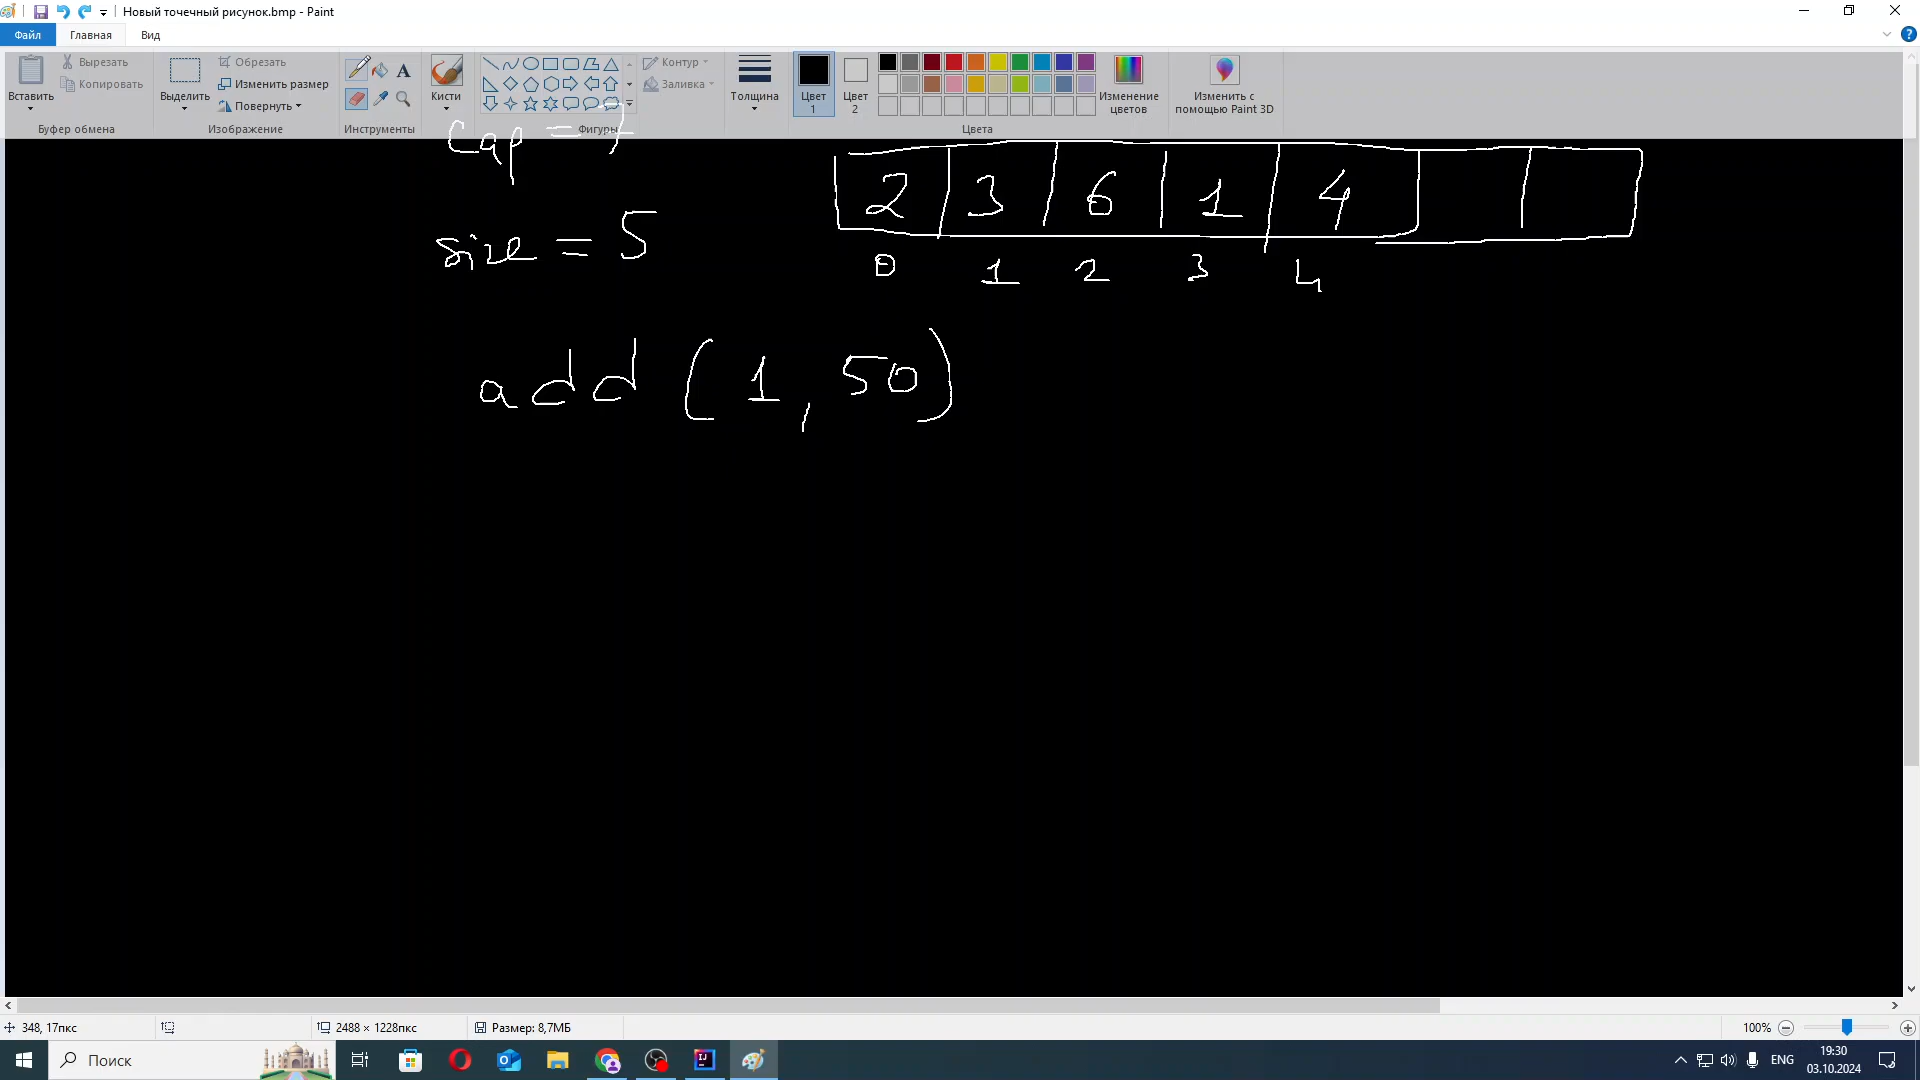 Новый точечный рисунок.bmp - Paint
Файл Главная Вид
Вставить
Вырезать
Копировать
Буфер обмена
Выделить
Обрезать
Изменить размер
Повернуть
Изображение
A
Инструменты
Кисти
Фигуры
Контур
Заливка
Толщина
Цвет 1
Цвет 2
Изменение цветов
Цвета
Изменить с помощью Paint 3D
cap = 7
2 3 6 1 4
size = 5
0 1 2 3 4
add (1, 50)
348, 17пкс 2488 × 1228пкс Размер: 8,7МБ 100%
Поиск ENG 19:30
03.10.2024